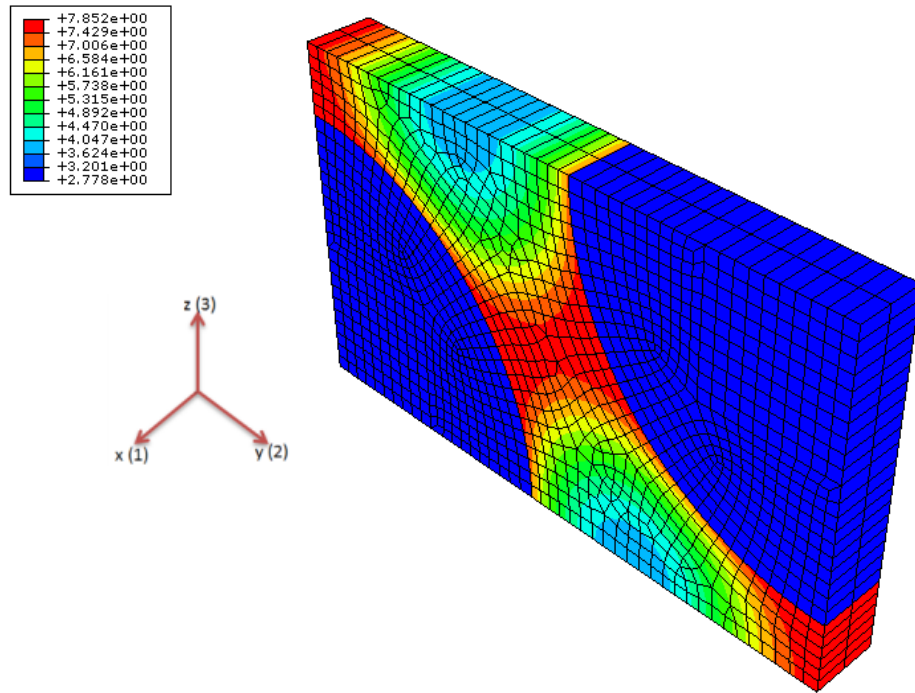 +7.852e+00
+7.429e+00
+7.006e+00
+6.584e+00
+6.161e+00
+5.738e+00
+5.315e+00
+4.892e+00
+4.470e+00
+4.047e+00
+3.624e+00
+3.201e+00
+2.778e+00
z (3)
x (1)
y (2)